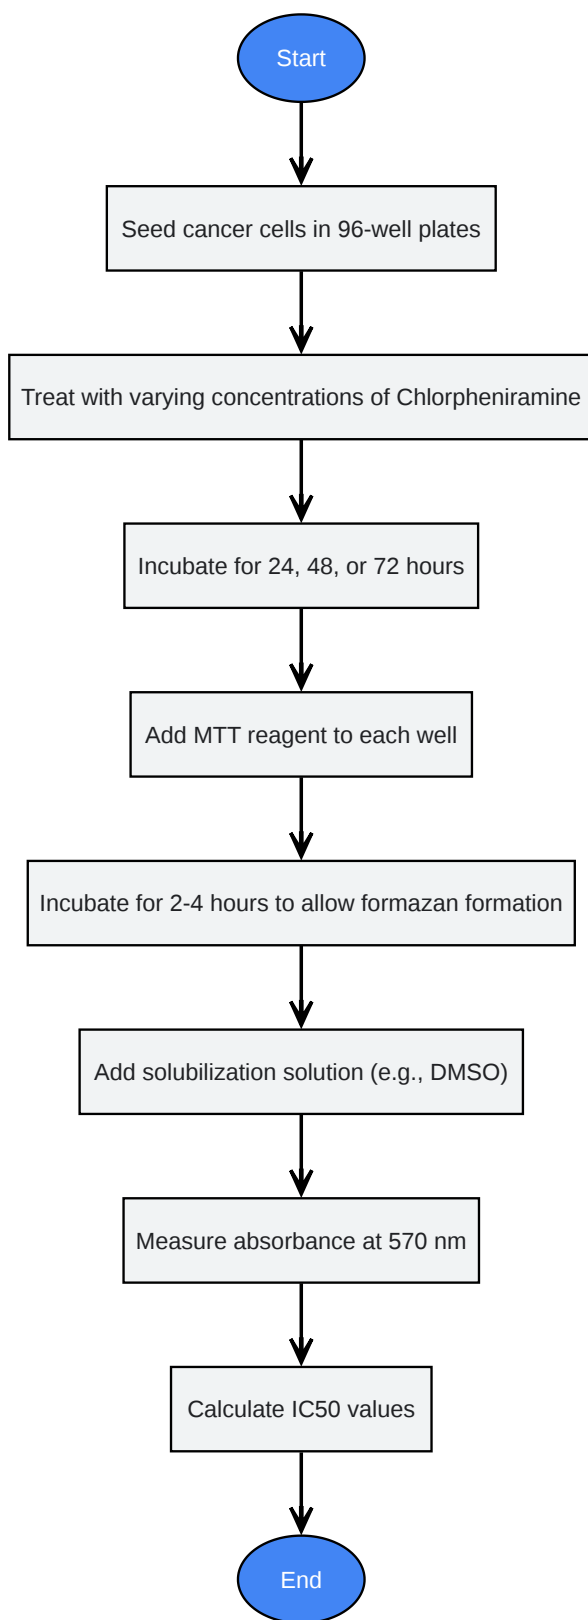 Start
Seed cancer cells in 96-well plates
Treat with varying concentrations of Chlorpheniramine
Incubate for 24, 48, or 72 hours
Add MTT reagent to each well
Incubate for 2-4 hours to allow formazan formation
Add solubilization solution (e.g., DMSO)
Measure absorbance at 570 nm
Calculate IC50 values
End